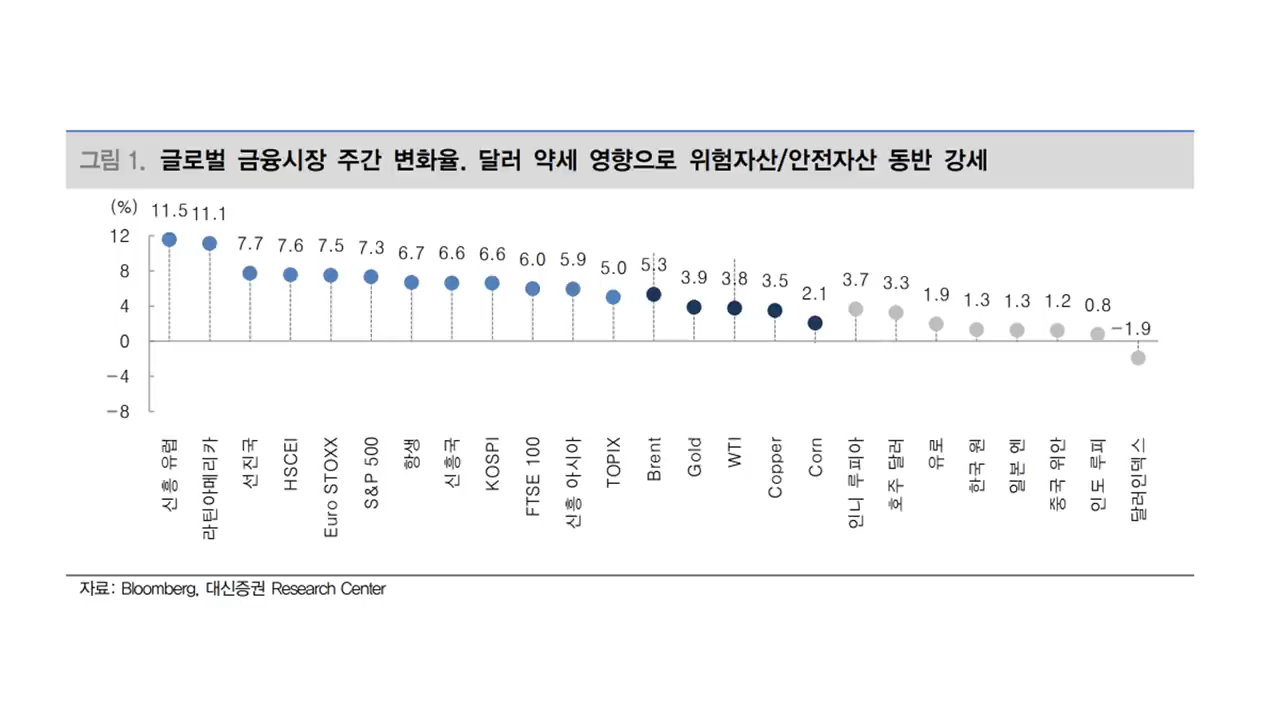 그림 1. 글로벌 금융시장 주간 변화율. 달러 약세 영향으로 위험자산/안전자산 동반 강세
(%)
11.5 11.1 7.7 7.6 7.5 7.3 6.7 6.6 6.6 6.0 5.9 5.0 5.3 3.9 3.8 3.5 2.1 3.7 3.3 1.9 1.3 1.3 1.2 0.8 -1.9
12
8
4
0
-4
-8
신흥 유럽
라틴아메리카
선진국
HSCEI
Euro STOXX
S&P 500
항생
신흥국
KOSPI
FTSE 100
신흥 아시아
TOPIX
Brent
Gold
WTI
Copper
Corn
인니 루피아
호주 달러
유로
한국 원
일본 엔
중국 위안
인도 루피
달러인덱스
자료: Bloomberg, 대신증권 Research Center